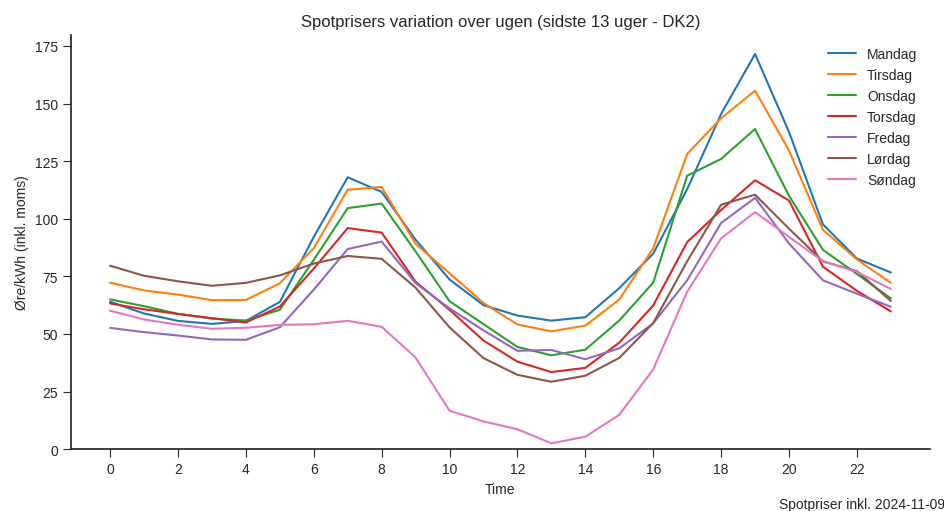 Spotprisers variation over ugen (sidste 13 uger - DK2)
Øre/kWh (inkl. moms)
175
150
125
100
75
50
25
0
Mandag
Tirsdag
Onsdag
Torsdag
Fredag
Lørdag
Søndag
0 2 4 6 8 10 12 14 16 18 20 22
Time
Spotpriser inkl. 2024-11-09